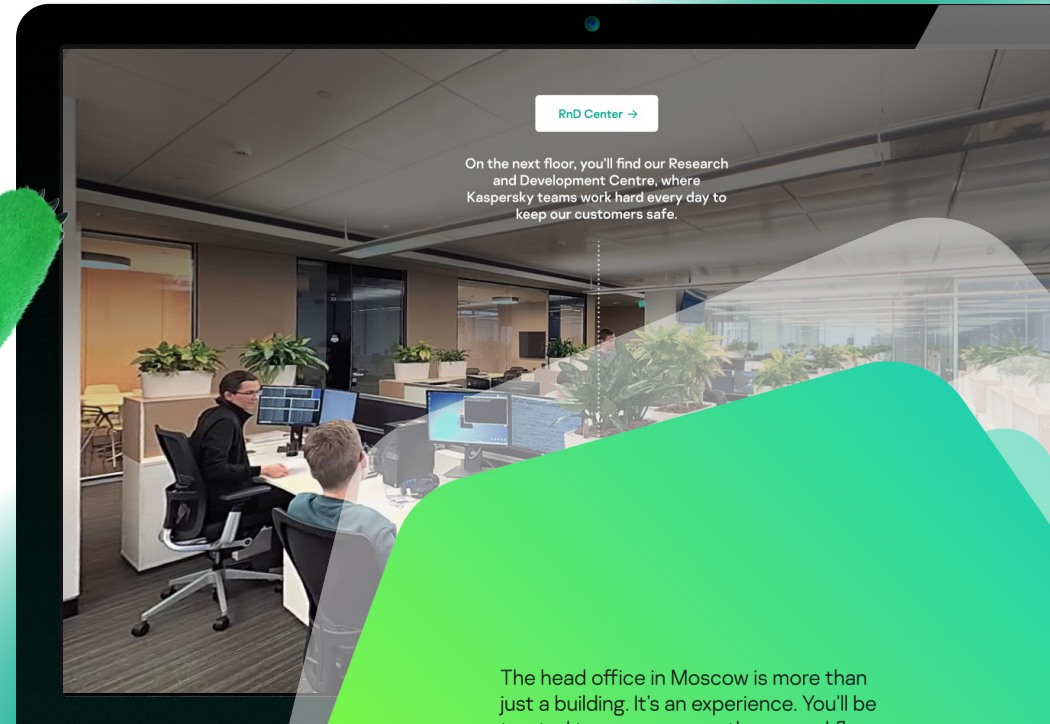 RnD Center →
On the next floor, you'll find our Research
and Development Centre, where
Kaspersky teams work hard every day to
keep our customers safe.
The head office in Moscow is more than
just a building. It's an experience. You'll be